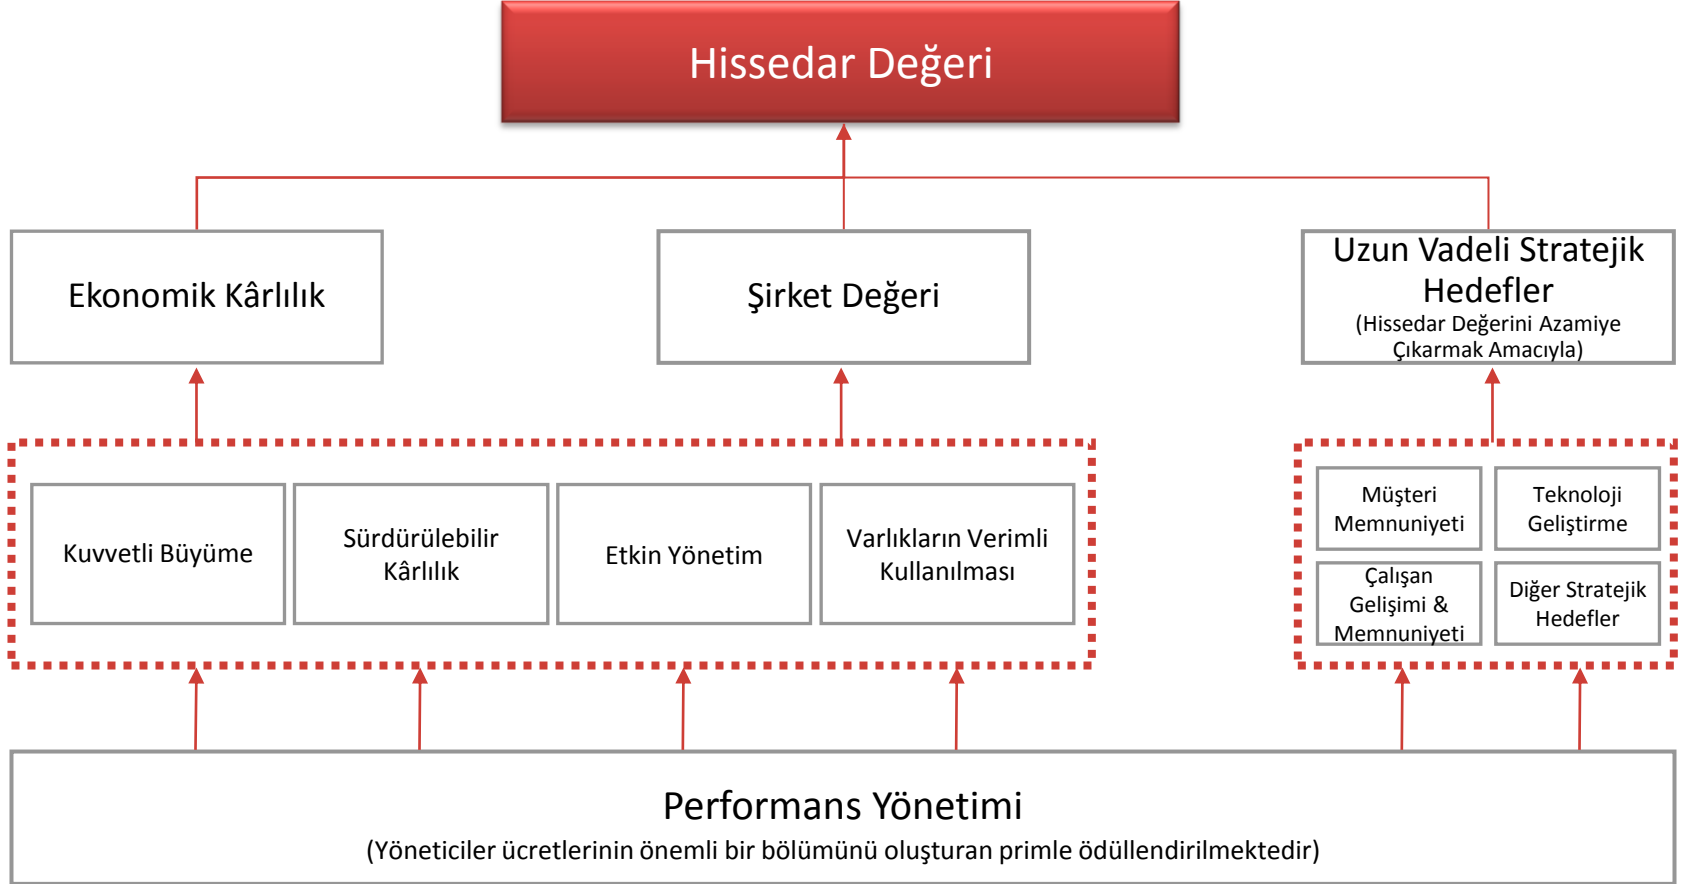 Hissedar Değeri
Ekonomik Kârlılık
Şirket Değeri
Uzun Vadeli Stratejik
Hedefler
(Hissedar Değerini Azamiye
Çıkarmak Amacıyla)
Kuvvetli Büyüme
Sürdürülebilir
Kârlılık
Etkin Yönetim
Varlıkların Verimli
Kullanılması
Müşteri
Memnuniyeti
Teknoloji
Geliştirme
Çalışan
Gelişimi &
Memnuniyeti
Diğer Stratejik
Hedefler
Performans Yönetimi
(Yöneticiler ücretlerinin önemli bir bölümünü oluşturan primle ödüllendirilmektedir)